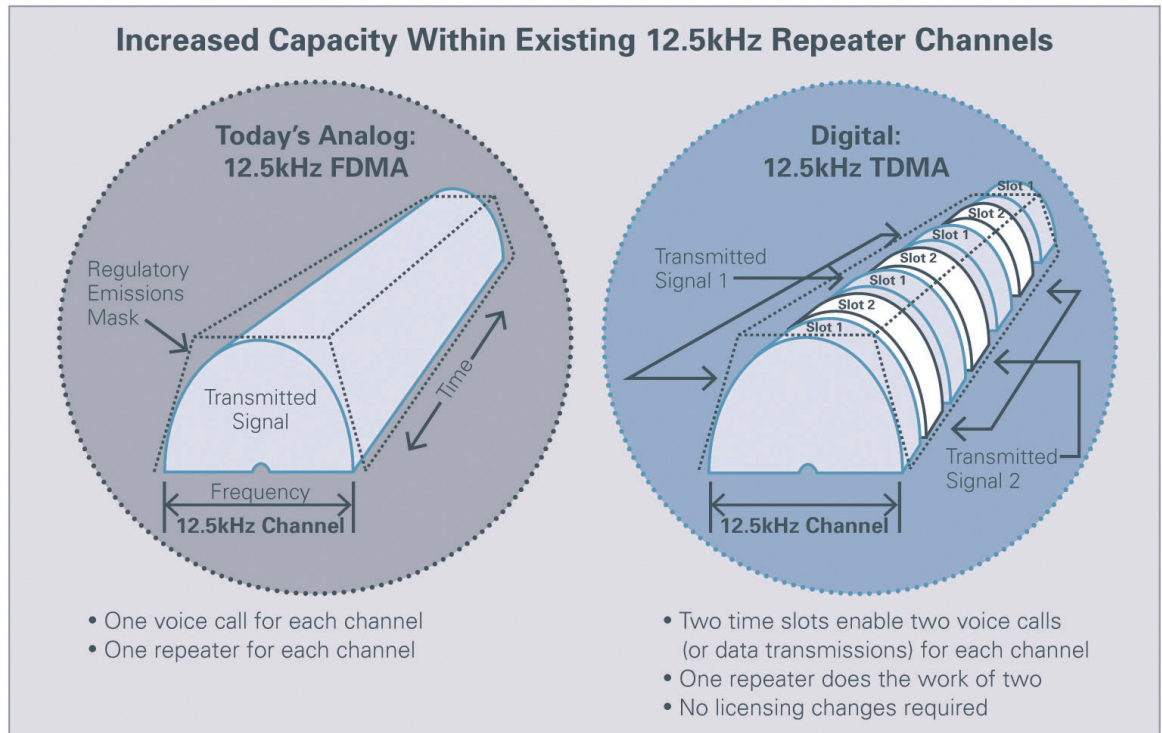 Increased Capacity Within Existing 12.5kHz Repeater Channels
Today's Analog:
12.5kHz FDMA
Regulatory
Emissions
Mask
Transmitted
Signal
Time
Frequency
12.5kHz Channel
• One voice call for each channel
• One repeater for each channel
Digital:
12.5kHz TDMA
Slot 1
Slot 2
Slot 1
Slot 2
Slot 1
Slot 2
Slot 1
Transmitted
Signal 1
Transmitted
Signal 2
12.5kHz Channel
• Two time slots enable two voice calls
(or data transmissions) for each channel
• One repeater does the work of two
• No licensing changes required